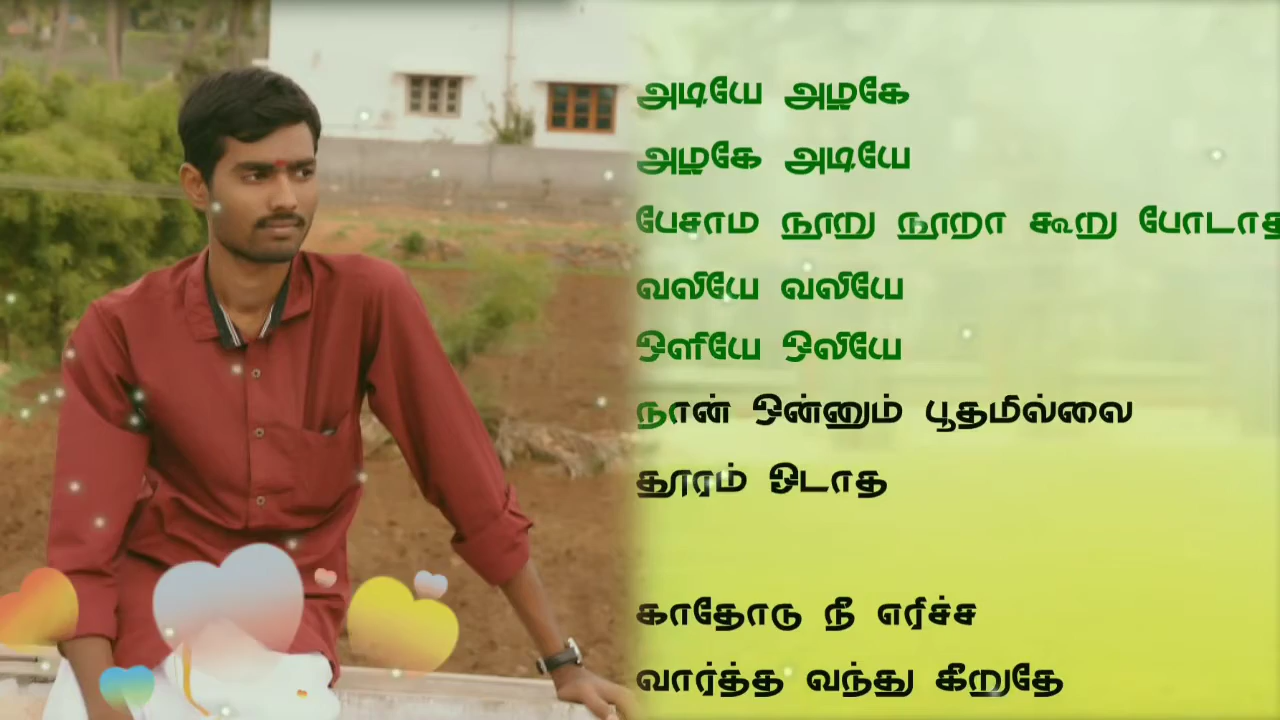 அடியே அழகே
அழகே அடியே
பேசாம நூறு நூறா கூறு போடாத
வலியே வலியே
ஒளியே ஒலியே
நான் ஒன்னும் பூதமில்லை
தூரம் ஓடாத
காதோடு நீ எரிச்ச
வார்த்த வந்து கீறுதே